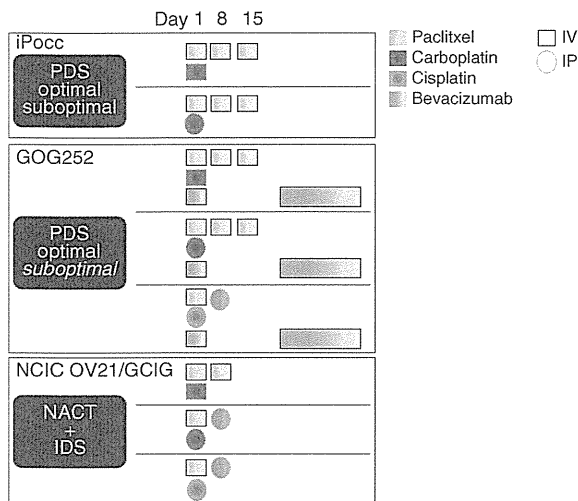 Day 1 8 15
iPocc
PDS
optimal
suboptimal
GOG252
PDS
optimal
suboptimal
NCIC OV21/GCIG
NACT
+
IDS
Paclitxel
Carboplatin
Cisplatin
Bevacizumab
IV
IP